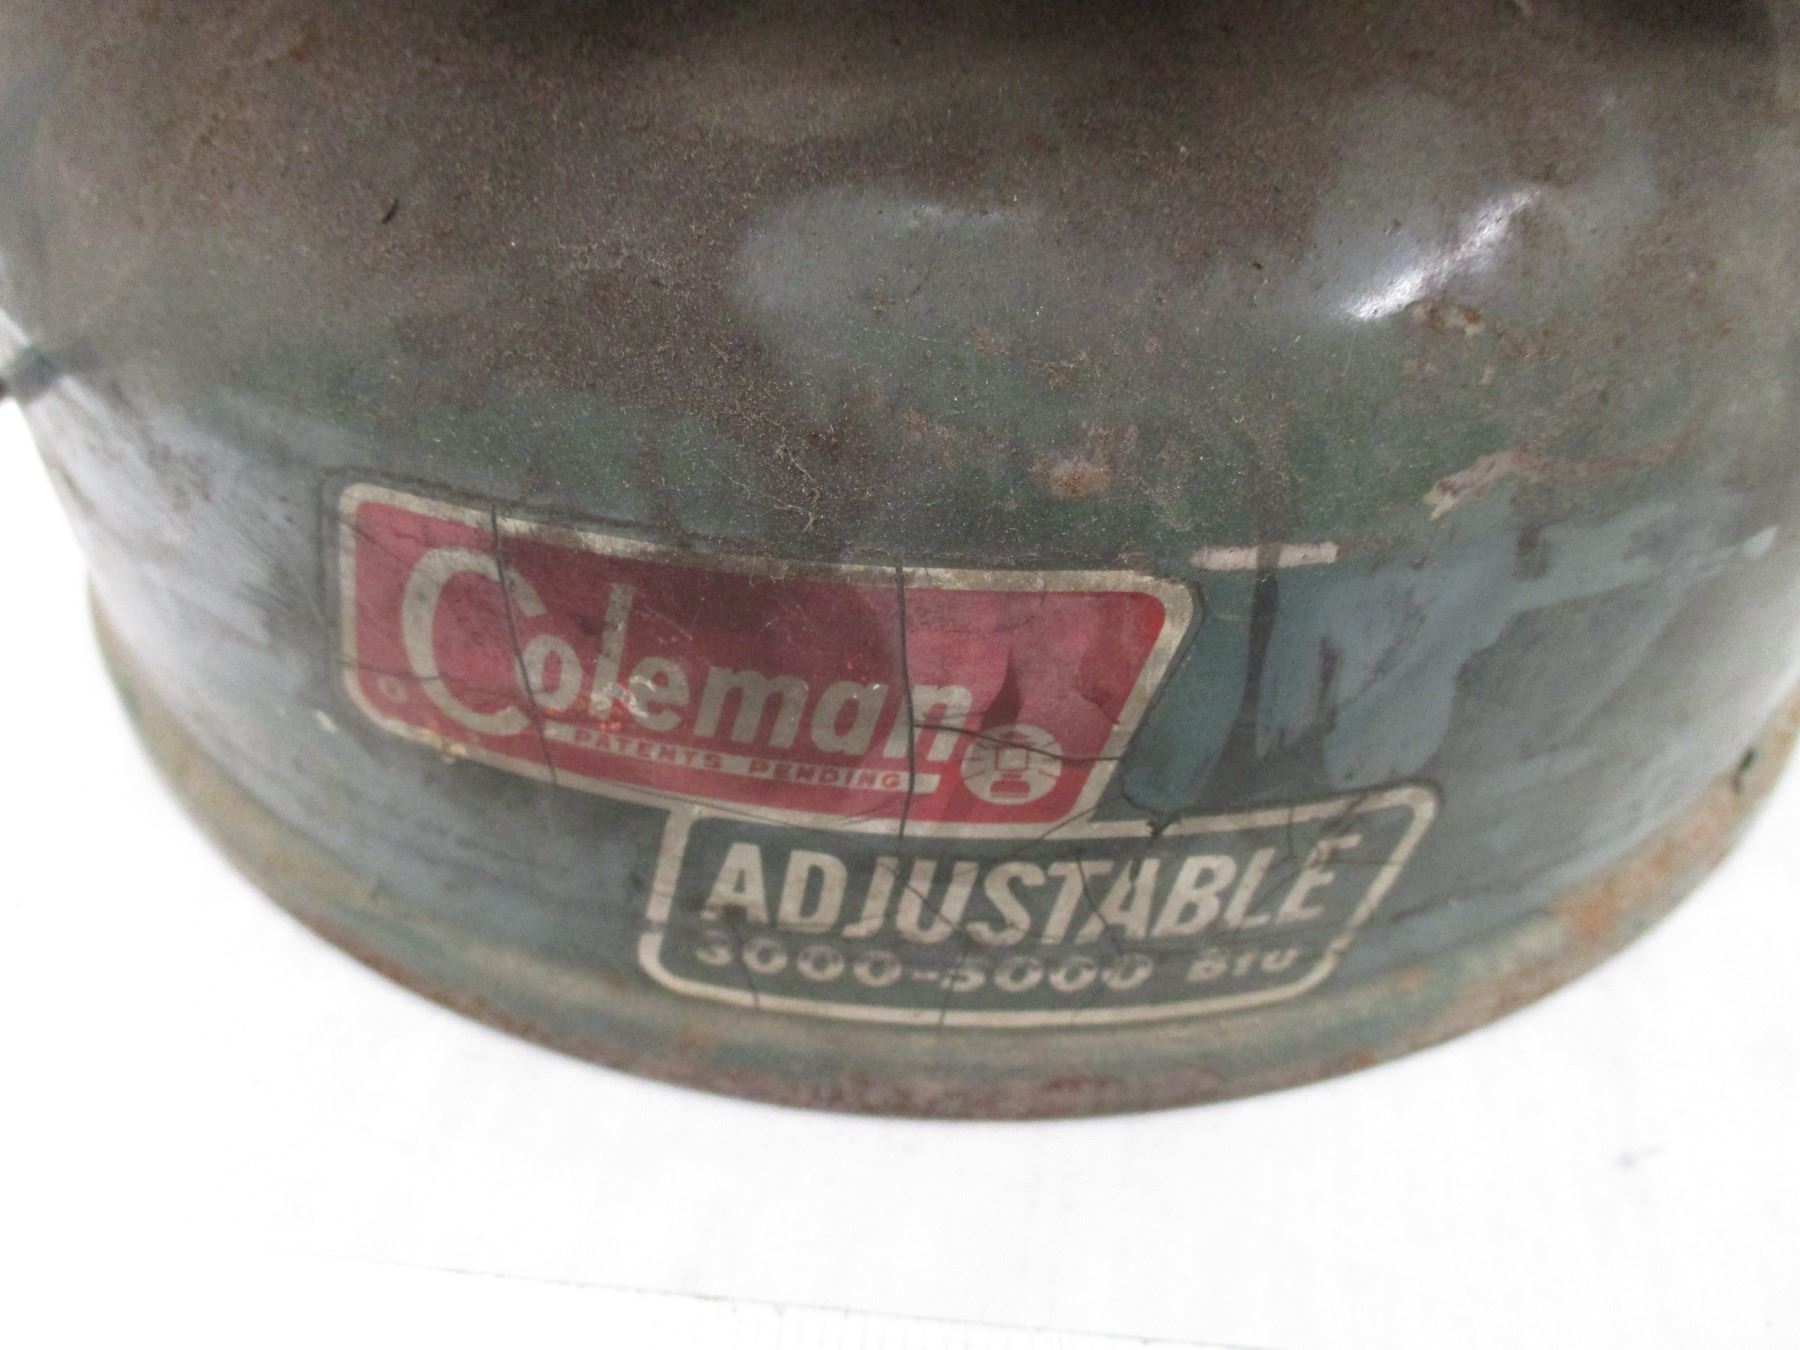 Coleman
PATENTS PENDING
ADJUSTABLE
3000-5000 BTU